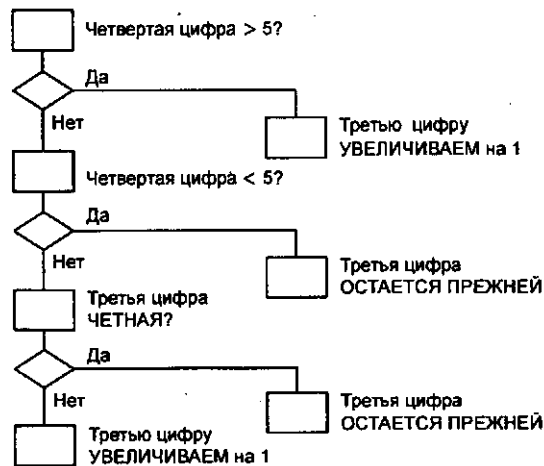 Четвертая цифра > 5?
Да
Нет
Третью цифру
УВЕЛИЧИВАЕМ на 1
Четвертая цифра < 5?
Да
Нет
Третья цифра
ОСТАЕТСЯ ПРЕЖНЕЙ
Третья цифра
ЧЕТНАЯ?
Да
Нет
Третья цифра
ОСТАЕТСЯ ПРЕЖНЕЙ
Третью цифру
УВЕЛИЧИВАЕМ на 1